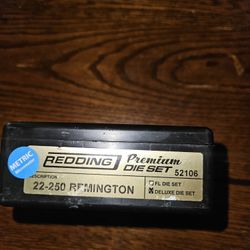 METRIC
REDDING Premium
DIE SET 52106
DESCRIPTION
22-250 REMINGTON
FL DIE SET
DELUXE DIE SET